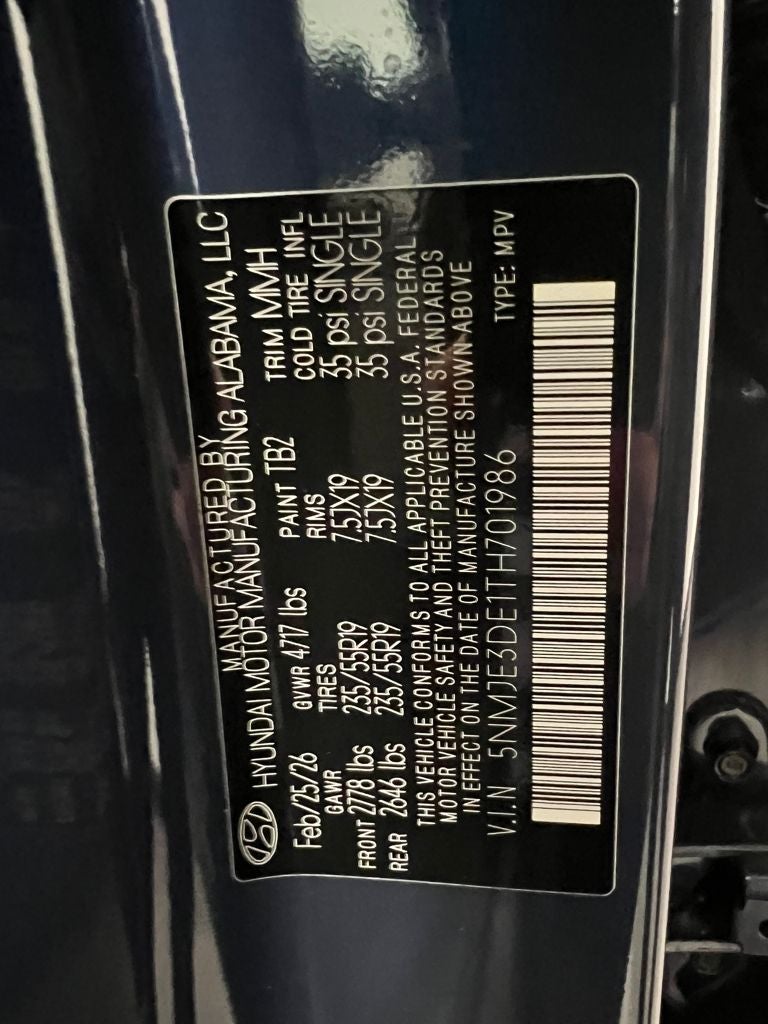 MANUFACTURED BY
HYUNDAI MOTOR MANUFACTURING ALABAMA, LLC
Feb/25/26 GVWR 4717 lbs PAINT TB2 TRIM MMH
GAWR TIRES RIMS COLD TIRE INFL
FRONT 2778 lbs 235/55R19 7.5JX19 35 psi SINGLE
REAR 2646 lbs 235/55R19 7.5JX19 35 psi SINGLE
THIS VEHICLE CONFORMS TO ALL APPLICABLE U.S.A. FEDERAL
MOTOR VEHICLE SAFETY AND THEFT PREVENTION STANDARDS
IN EFFECT ON THE DATE OF MANUFACTURE SHOWN ABOVE
V.I.N 5NMJE3DE1TH701986 TYPE: MPV